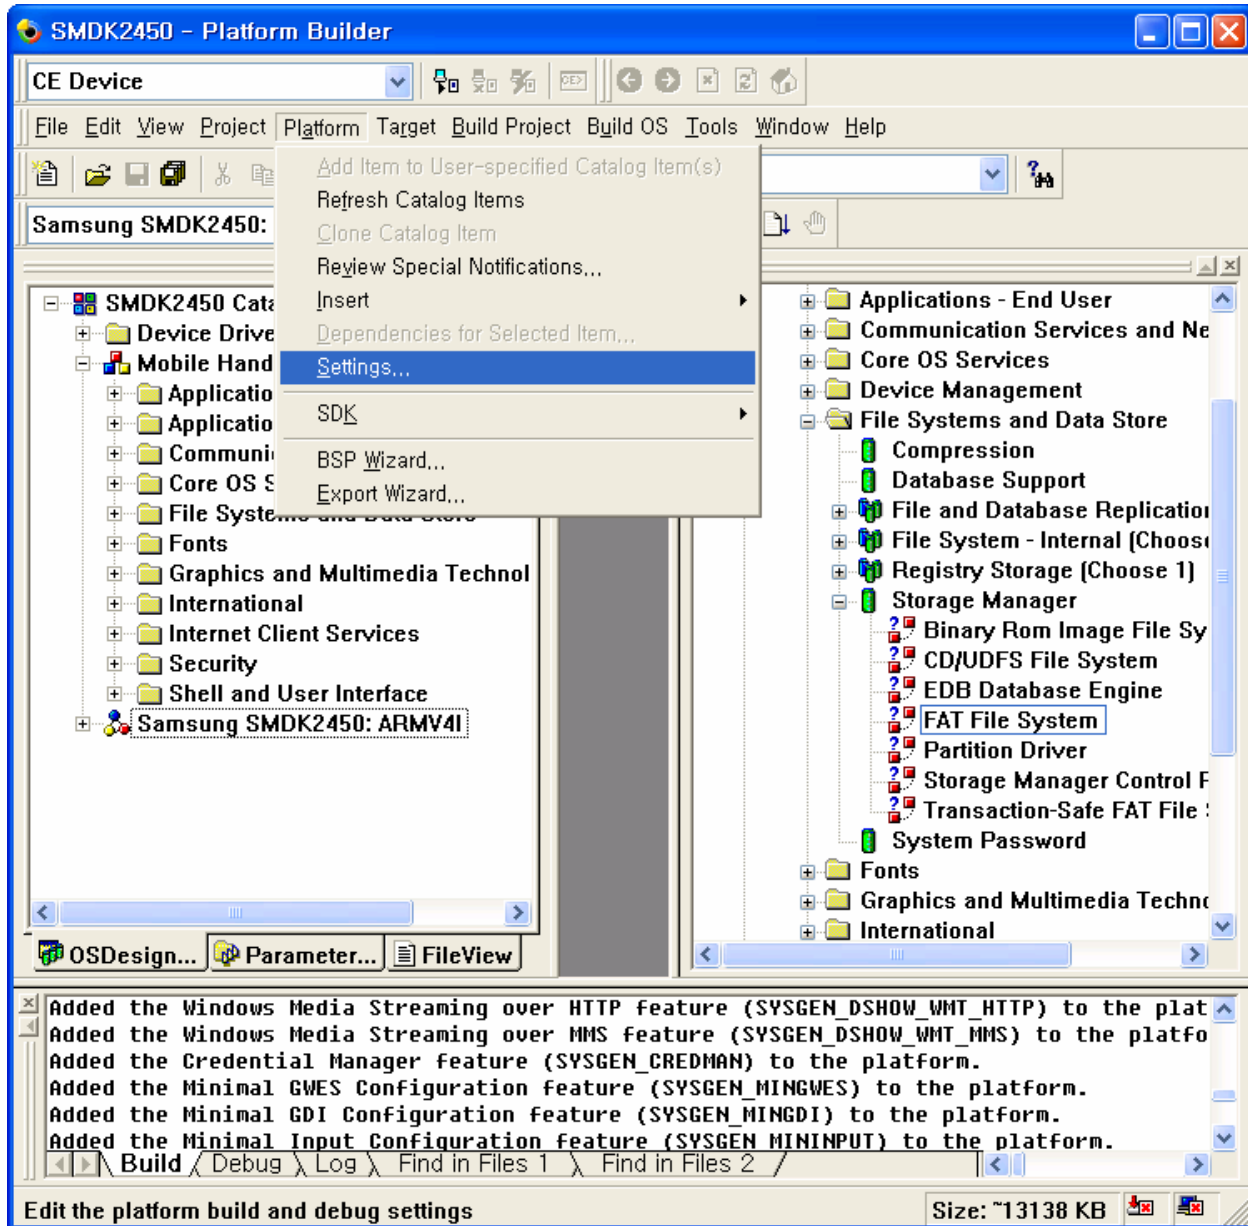 SMDK2450 - Platform Builder
CE Device
File Edit View Project Platform Target Build Project Build OS Tools Window Help
Add Item to User-specified Catalog Item(s)
Refresh Catalog Items
Clone Catalog Item
Review Special Notifications...
Insert
Dependencies for Selected Item...
Settings...
SDK
BSP Wizard...
Export Wizard...
Samsung SMDK2450:
SMDK2450 Cata
Device Drive
Mobile Hand
Applicatio
Applicatio
Communi
Core OS S
File Systems and Data Store
Fonts
Graphics and Multimedia Technol
International
Internet Client Services
Security
Shell and User Interface
Samsung SMDK2450: ARMV4I
OSDesign... Parameter... FileView
Applications - End User
Communication Services and Ne
Core OS Services
Device Management
File Systems and Data Store
Compression
Database Support
File and Database Replication
File System - Internal (Choose
Registry Storage (Choose 1)
Storage Manager
Binary Rom Image File Sy
CD/UDFS File System
EDB Database Engine
FAT File System
Partition Driver
Storage Manager Control P
Transaction-Safe FAT File
System Password
Fonts
Graphics and Multimedia Techno
International
Added the Windows Media Streaming over HTTP feature (SYSGEN_DSHOW_WMT_HTTP) to the plat
Added the Windows Media Streaming over MMS feature (SYSGEN_DSHOW_WMT_MMS) to the platfo
Added the Credential Manager feature (SYSGEN_CREDMAN) to the platform.
Added the Minimal GWES Configuration feature (SYSGEN_MINGWES) to the platform.
Added the Minimal GDI Configuration feature (SYSGEN_MINGDI) to the platform.
Added the Minimal Input Configuration feature (SYSGEN_MININPUT) to the platform.
Build Debug Log Find in Files 1 Find in Files 2
Edit the platform build and debug settings
Size: ~13138 KB